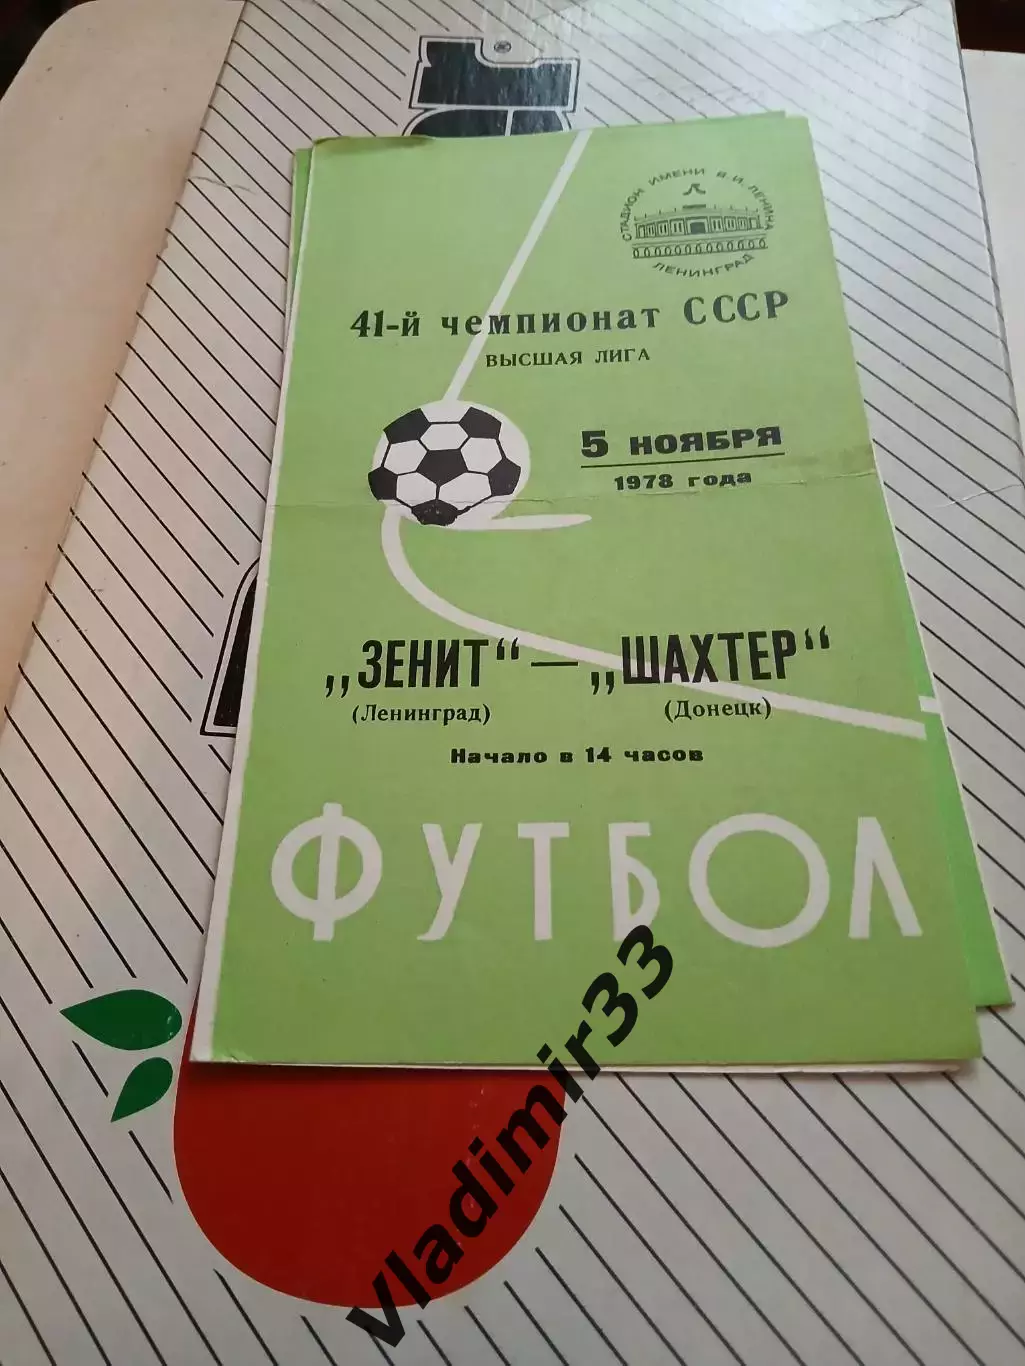 СТАДИОН ИМЕНИ В.И. ЛЕНИНА
ЛЕНИНГРАД
41-й чемпионат СССР
ВЫСШАЯ ЛИГА
5 НОЯБРЯ
1978 года
„ЗЕНИТ“ — „ШАХТЕР“
(Ленинград) (Донецк)
Начало в 14 часов
ФУТБОЛ
vladimir33